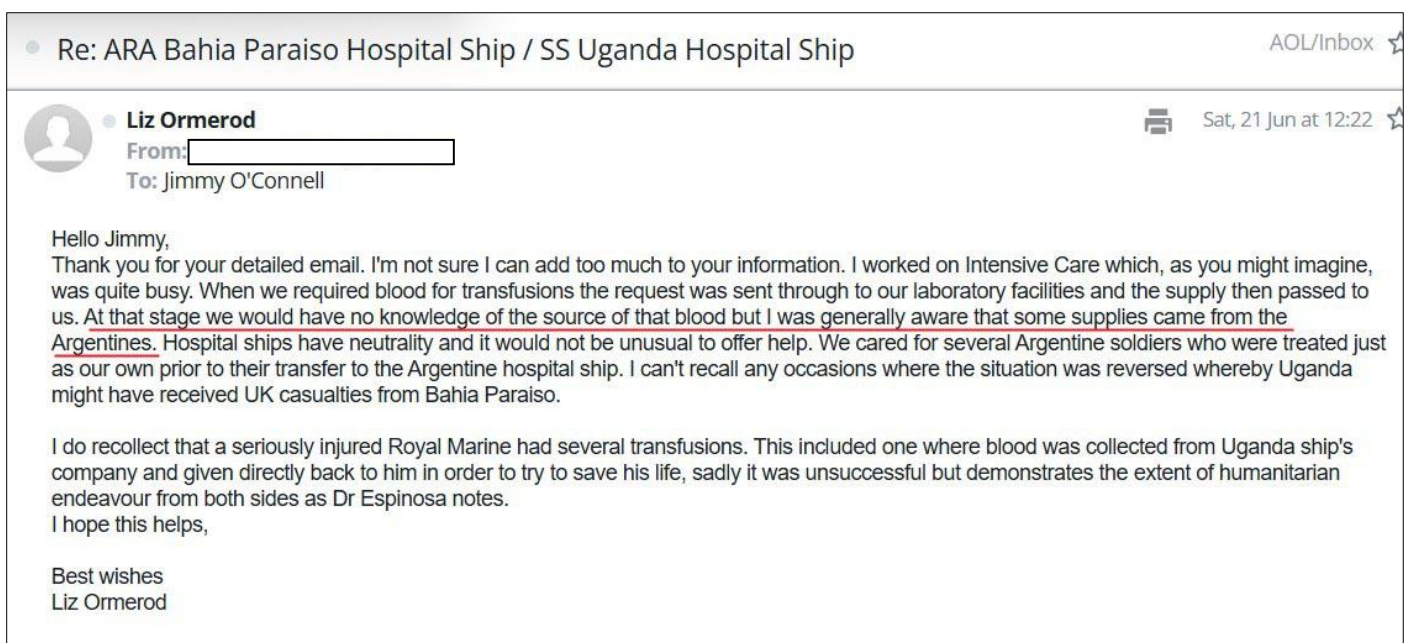 Re: ARA Bahia Paraiso Hospital Ship / SS Uganda Hospital Ship
AOL/Inbox
Liz Ormerod
Sat, 21 Jun at 12:22
From:
To: Jimmy O'Connell
Hello Jimmy,
Thank you for your detailed email. I'm not sure I can add too much to your information. I worked on Intensive Care which, as you might imagine,
was quite busy. When we required blood for transfusions the request was sent through to our laboratory facilities and the supply then passed to
us. At that stage we would have no knowledge of the source of that blood but I was generally aware that some supplies came from the
Argentines. Hospital ships have neutrality and it would not be unusual to offer help. We cared for several Argentine soldiers who were treated just
as our own prior to their transfer to the Argentine hospital ship. I can't recall any occasions where the situation was reversed whereby Uganda
might have received UK casualties from Bahia Paraiso.
I do recollect that a seriously injured Royal Marine had several transfusions. This included one where blood was collected from Uganda ship's
company and given directly back to him in order to try to save his life, sadly it was unsuccessful but demonstrates the extent of humanitarian
endeavour from both sides as Dr Espinosa notes.
I hope this helps,
Best wishes
Liz Ormerod